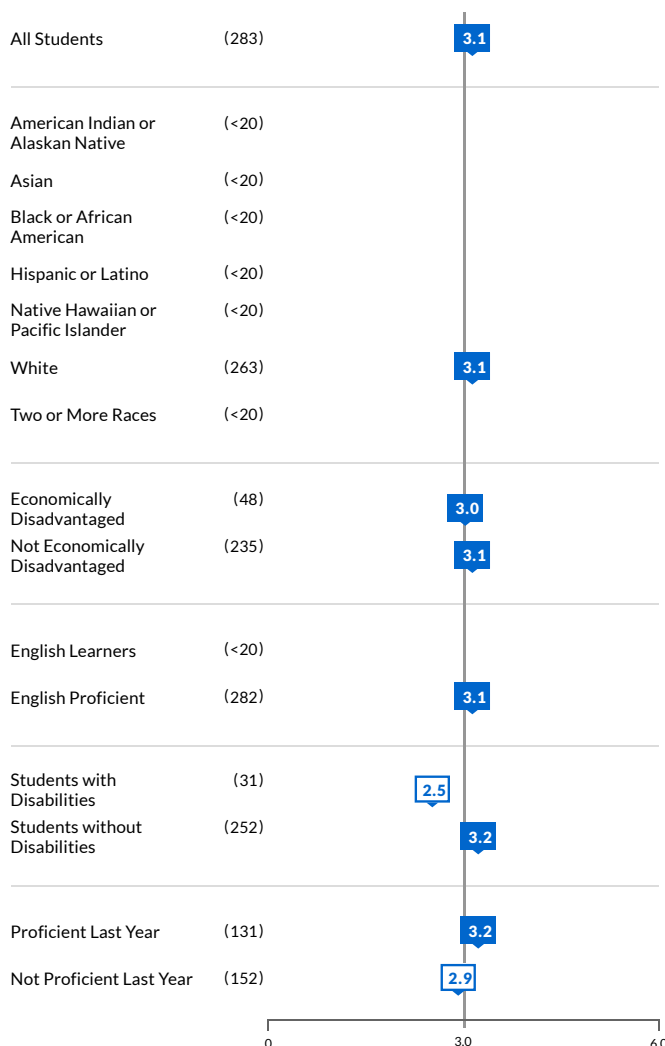 All Students (283) 3.1
American Indian or (<20)
Alaskan Native
Asian (<20)
Black or African (<20)
American
Hispanic or Latino (<20)
Native Hawaiian or (<20)
Pacific Islander
White (263) 3.1
Two or More Races (<20)
Economically (48) 3.0
Disadvantaged
Not Economically (235) 3.1
Disadvantaged
English Learners (<20)
English Proficient (282) 3.1
Students with (31) 2.5
Disabilities
Students without (252) 3.2
Disabilities
Proficient Last Year (131) 3.2
Not Proficient Last Year (152) 2.9
0 3.0 6.0